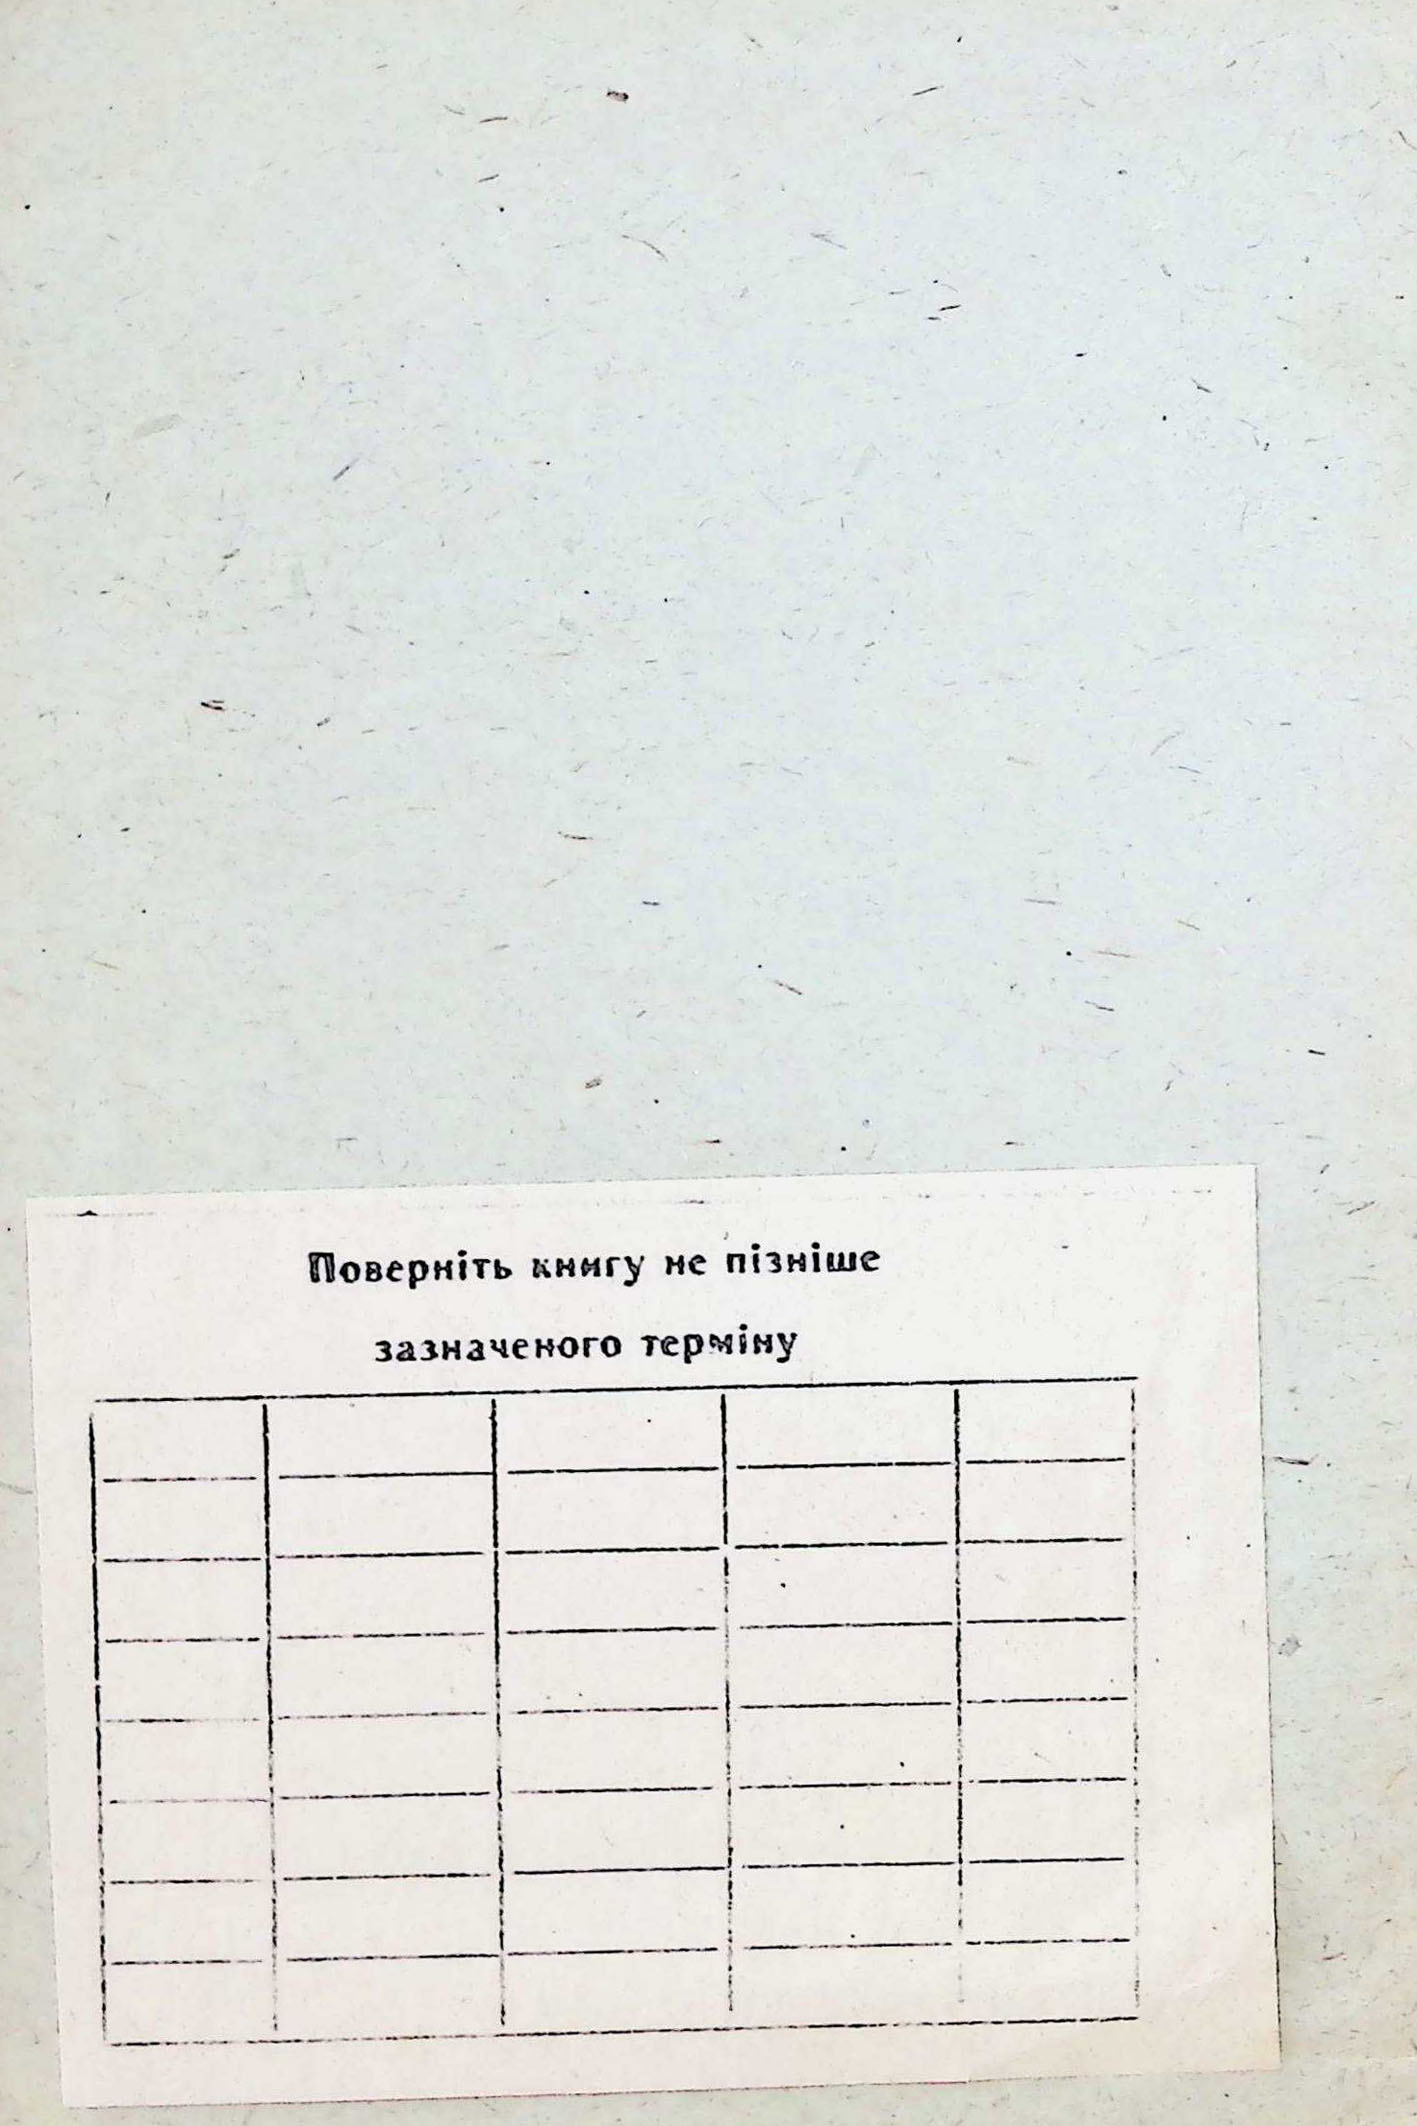 Поверніть книгу не пізніше
зазначеного терміну